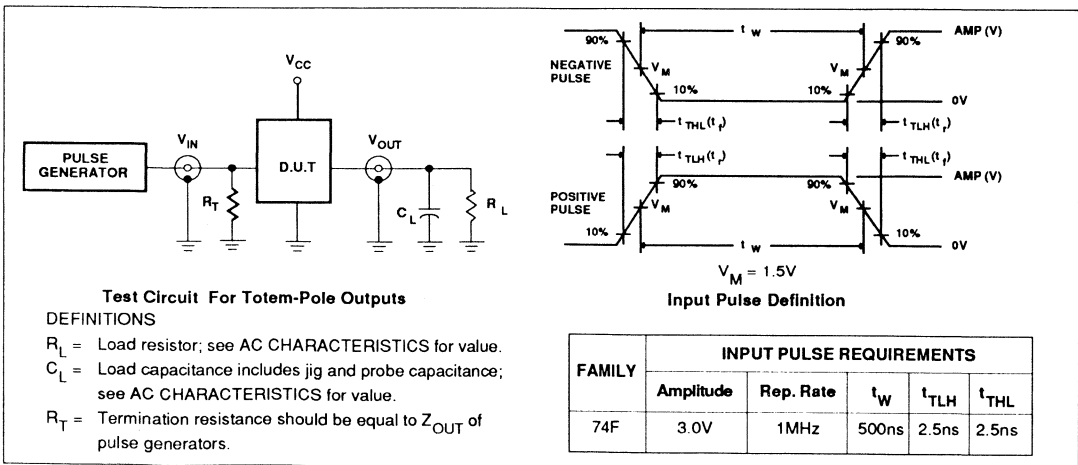 V_CC
PULSE GENERATOR
V_IN
R_T
D.U.T
V_OUT
C_L
R_L
Test Circuit For Totem-Pole Outputs
DEFINITIONS
R_L = Load resistor; see AC CHARACTERISTICS for value.
C_L = Load capacitance includes jig and probe capacitance;
see AC CHARACTERISTICS for value.
R_T = Termination resistance should be equal to Z_OUT of
pulse generators.
90% t_W 90% AMP (V)
NEGATIVE
PULSE
V_M V_M
10% 10% 0V
t_THL(t_f) t_TLH(t_r)
t_TLH(t_r) t_THL(t_f)
90% 90% AMP (V)
POSITIVE
PULSE
V_M V_M
10% t_W 10% 0V
V_M = 1.5V
Input Pulse Definition
FAMILY INPUT PULSE REQUIREMENTS
Amplitude Rep. Rate t_W t_TLH t_THL
74F 3.0V 1MHz 500ns 2.5ns 2.5ns